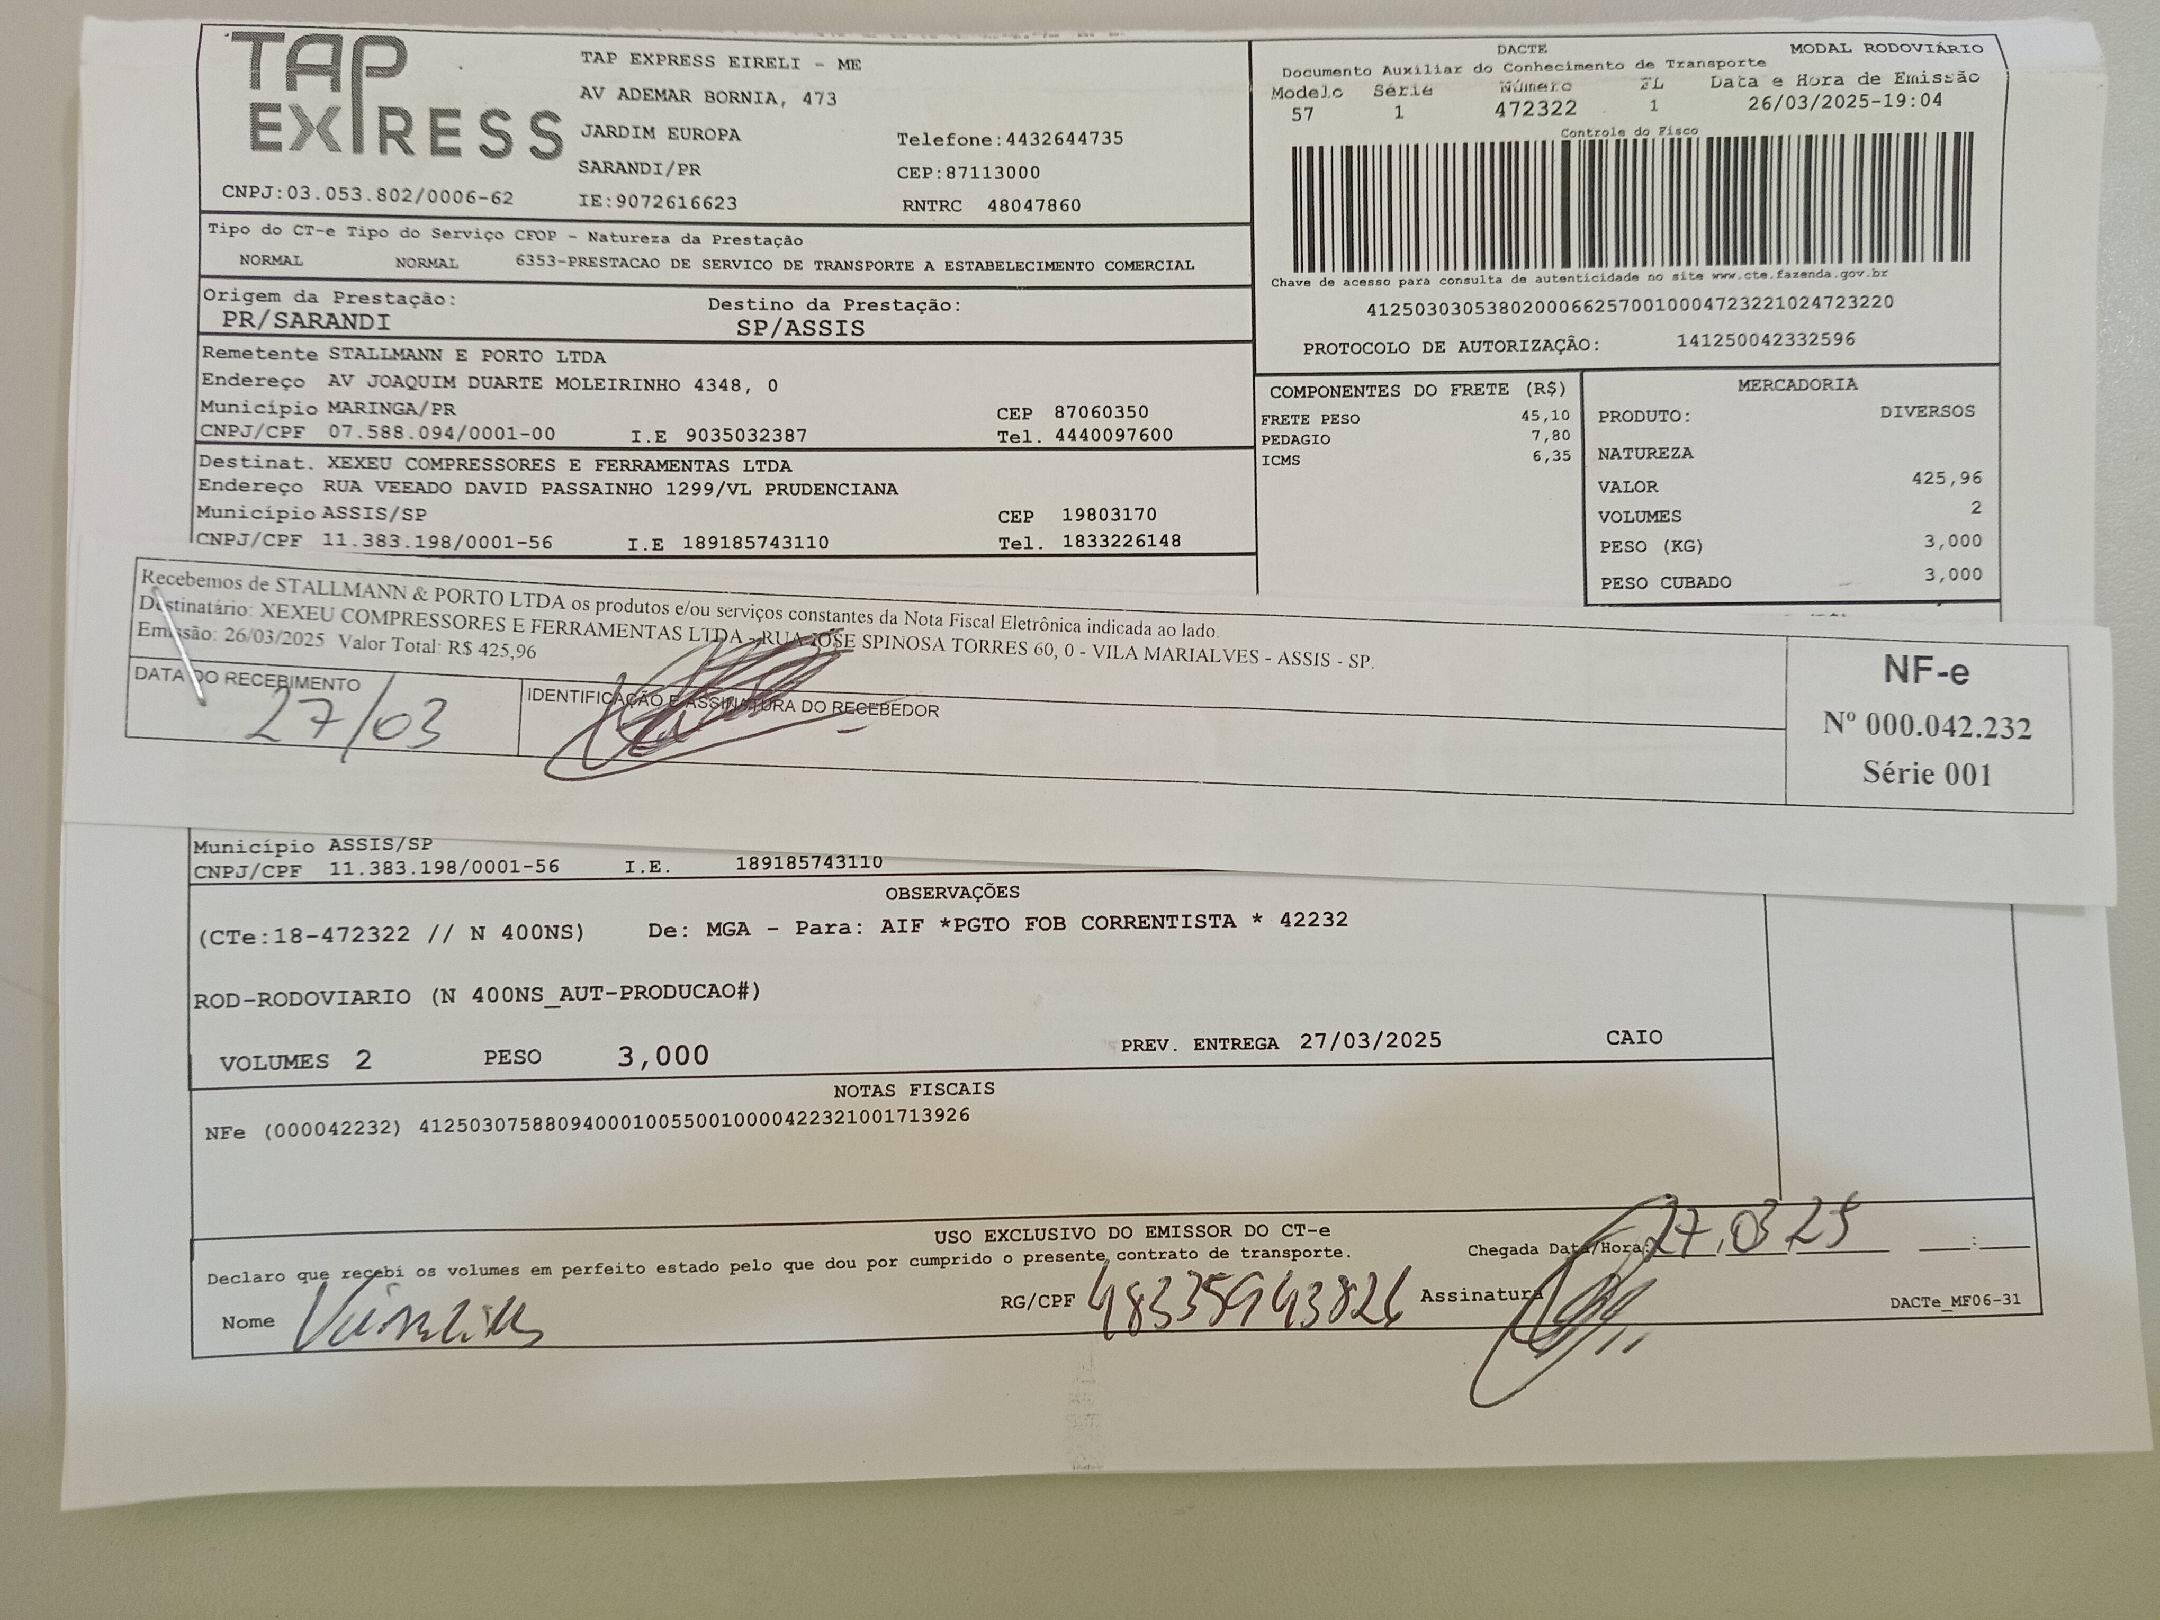 TAP EXPRESS
TAP EXPRESS EIRELI - ME
AV ADEMAR BORNIA, 473
JARDIM EUROPA Telefone:4432644735
SARANDI/PR CEP:87113000
CNPJ:03.053.802/0006-62 IE:9072616623 RNTRC 48047860
DACTE MODAL RODOVIÁRIO
Documento Auxiliar do Conhecimento de Transporte
Modelo Série Número FL Data e Hora de Emissão
57 1 472322 1 26/03/2025-19:04
Controle do Fisco
Chave de acesso para consulta de autenticidade no site www.cte.fazenda.gov.br
41250303053802000662570010004723221024723220
PROTOCOLO DE AUTORIZAÇÃO: 141250042332596
Tipo do CT-e Tipo do Serviço CFOP - Natureza da Prestação
NORMAL NORMAL 6353-PRESTACAO DE SERVICO DE TRANSPORTE A ESTABELECIMENTO COMERCIAL
Origem da Prestação: Destino da Prestação:
PR/SARANDI SP/ASSIS
Remetente STALLMANN E PORTO LTDA
Endereço AV JOAQUIM DUARTE MOLEIRINHO 4348, 0
Município MARINGA/PR CEP 87060350
CNPJ/CPF 07.588.094/0001-00 I.E 9035032387 Tel. 4440097600
Destinat. XEXEU COMPRESSORES E FERRAMENTAS LTDA
Endereço RUA VEEADO DAVID PASSAINHO 1299/VL PRUDENCIANA
Município ASSIS/SP CEP 19803170
CNPJ/CPF 11.383.198/0001-56 I.E 189185743110 Tel. 1833226148
COMPONENTES DO FRETE (R$)
FRETE PESO 45,10
PEDAGIO 7,80
ICMS 6,35
MERCADORIA
PRODUTO: DIVERSOS
NATUREZA
VALOR 425,96
VOLUMES 2
PESO (KG) 3,000
PESO CUBADO 3,000
Recebemos de STALLMANN & PORTO LTDA os produtos e/ou serviços constantes da Nota Fiscal Eletrônica indicada ao lado.
Destinatário: XEXEU COMPRESSORES E FERRAMENTAS LTDA - RUA JOSE SPINOSA TORRES 60, 0 - VILA MARIALVES - ASSIS - SP.
Emissão: 26/03/2025 Valor Total: R$ 425,96
DATA DO RECEBIMENTO IDENTIFICAÇÃO E ASSINATURA DO RECEBEDOR
27/03
NF-e
Nº 000.042.232
Série 001
Município ASSIS/SP
CNPJ/CPF 11.383.198/0001-56 I.E. 189185743110
OBSERVAÇÕES
(CTe:18-472322 // N 400NS) De: MGA - Para: AIF *PGTO FOB CORRENTISTA * 42232
ROD-RODOVIARIO (N 400NS_AUT-PRODUCAO#)
VOLUMES 2 PESO 3,000 PREV. ENTREGA 27/03/2025 CAIO
NOTAS FISCAIS
NFe (000042232) 41250307588094000100550010000422321001713926
USO EXCLUSIVO DO EMISSOR DO CT-e
Declaro que recebi os volumes em perfeito estado pelo que dou por cumprido o presente contrato de transporte. Chegada Data/Hora: 27.03 25 __:__
Nome RG/CPF 48335943826 Assinatura DACTe_MF06-31